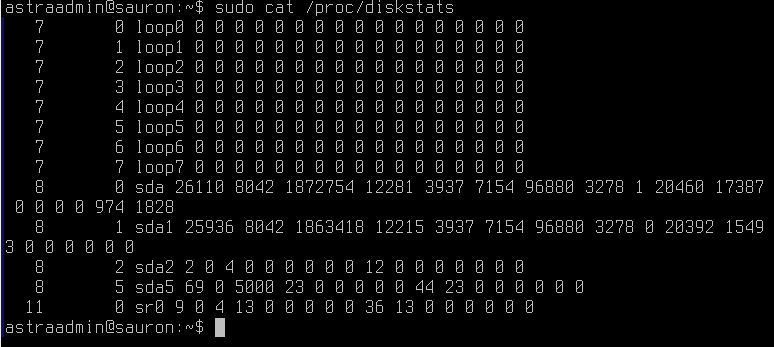 astraadmin@sauron:~$ sudo cat /proc/diskstats
   7       0 loop0 0 0 0 0 0 0 0 0 0 0 0 0 0 0 0 0 0
   7       1 loop1 0 0 0 0 0 0 0 0 0 0 0 0 0 0 0 0 0
   7       2 loop2 0 0 0 0 0 0 0 0 0 0 0 0 0 0 0 0 0
   7       3 loop3 0 0 0 0 0 0 0 0 0 0 0 0 0 0 0 0 0
   7       4 loop4 0 0 0 0 0 0 0 0 0 0 0 0 0 0 0 0 0
   7       5 loop5 0 0 0 0 0 0 0 0 0 0 0 0 0 0 0 0 0
   7       6 loop6 0 0 0 0 0 0 0 0 0 0 0 0 0 0 0 0 0
   7       7 loop7 0 0 0 0 0 0 0 0 0 0 0 0 0 0 0 0 0
   8       0 sda 26110 8042 1872754 12281 3937 7154 96880 3278 1 20460 17387
 0 0 0 0 974 1828
   8       1 sda1 25936 8042 1863418 12215 3937 7154 96880 3278 0 20392 1549
3 0 0 0 0 0 0
   8       2 sda2 2 0 4 0 0 0 0 0 0 12 0 0 0 0 0 0 0
   8       5 sda5 69 0 5000 23 0 0 0 0 0 44 23 0 0 0 0 0 0
  11       0 sr0 9 0 4 13 0 0 0 0 0 36 13 0 0 0 0 0 0
astraadmin@sauron:~$